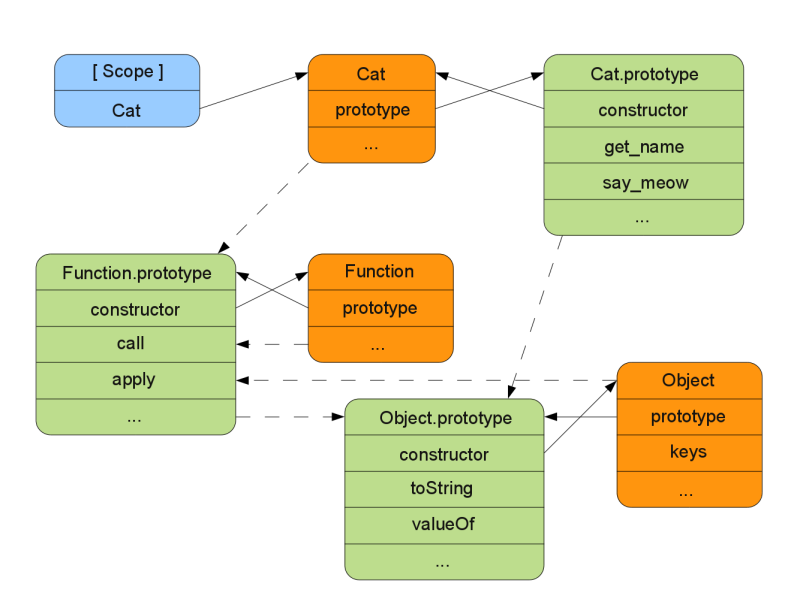 [ Scope ]
Cat
Cat
prototype
...
Cat.prototype
constructor
get_name
say_meow
...
Function.prototype
constructor
call
apply
...
Function
prototype
...
Object.prototype
constructor
toString
valueOf
...
Object
prototype
keys
...